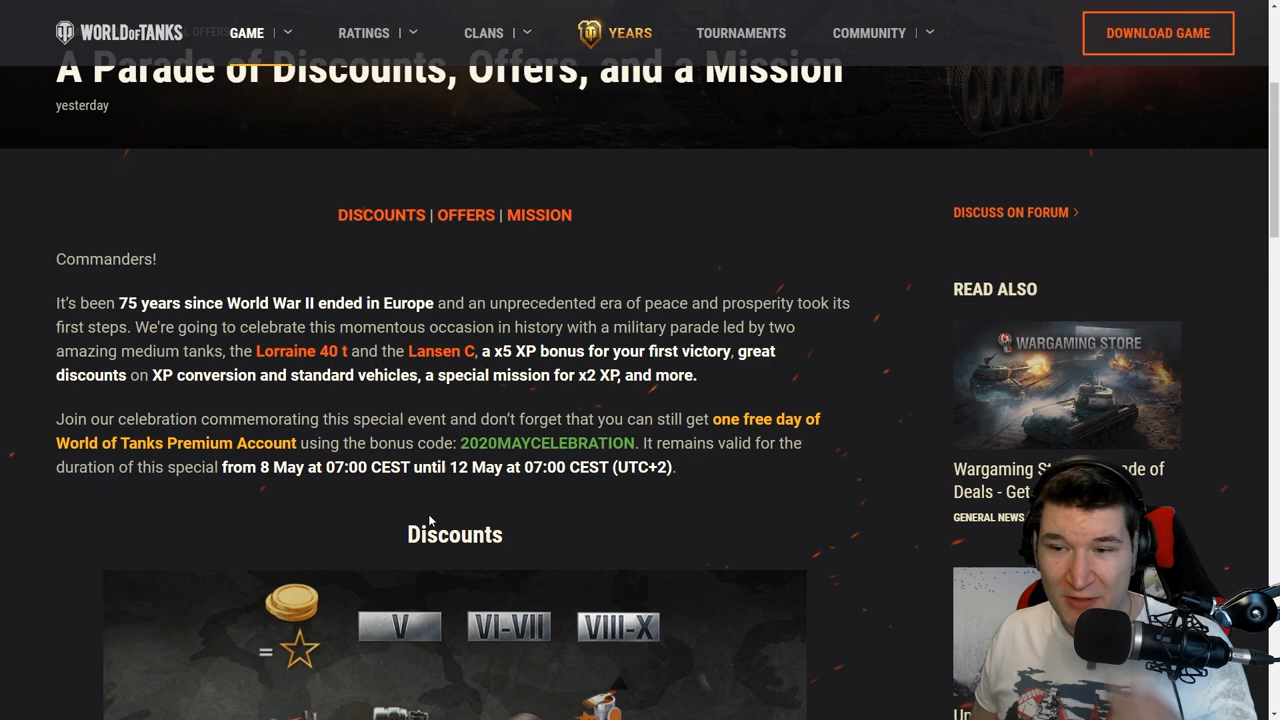 WORLD OF TANKS GAME RATINGS CLANS 10 YEARS TOURNAMENTS COMMUNITY DOWNLOAD GAME
A Parade of Discounts, Offers, and a Mission
yesterday
DISCOUNTS | OFFERS | MISSION
Commanders!
It's been 75 years since World War II ended in Europe and an unprecedented era of peace and prosperity took its
first steps. We're going to celebrate this momentous occasion in history with a military parade led by two
amazing medium tanks, the Lorraine 40 t and the Lansen C, a x5 XP bonus for your first victory, great
discounts on XP conversion and standard vehicles, a special mission for x2 XP, and more.
Join our celebration commemorating this special event and don't forget that you can still get one free day of
World of Tanks Premium Account using the bonus code: 2020MAYCELEBRATION. It remains valid for the
duration of this special from 8 May at 07:00 CEST until 12 May at 07:00 CEST (UTC+2).
Discounts
= V VI-VII VIII-X
DISCUSS ON FORUM >
READ ALSO
WARGAMING STORE
Wargaming of
Deals - Get
GENERAL NEWS